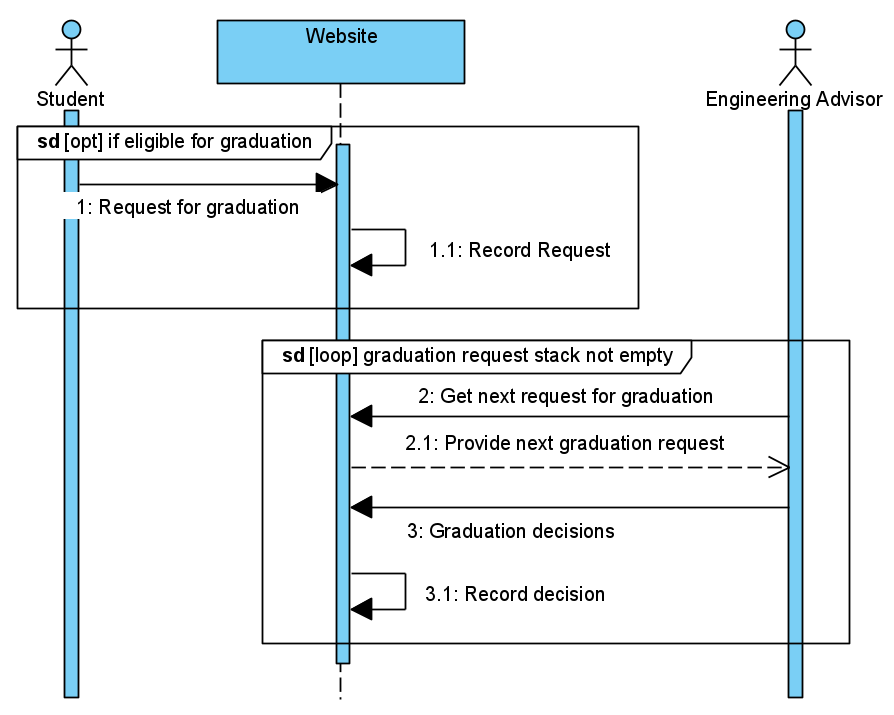 Website
Student
Engineering Advisor
sd [opt] if eligible for graduation
1: Request for graduation
1.1: Record Request
sd [loop] graduation request stack not empty
2: Get next request for graduation
2.1: Provide next graduation request
3: Graduation decisions
3.1: Record decision